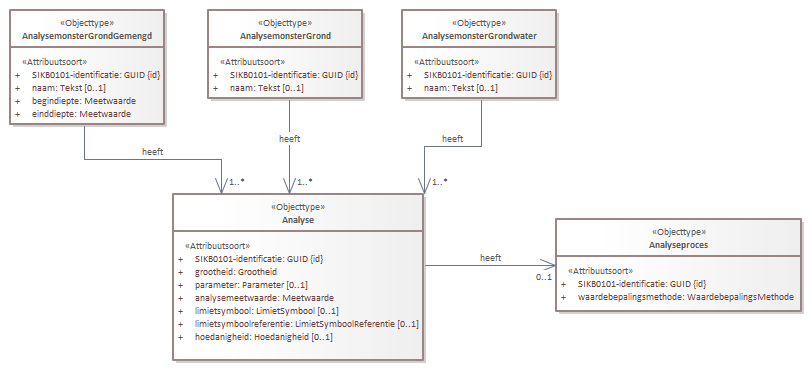 «Objecttype»
AnalysemonsterGrondGemengd
«Attribuutsoort»
+ SIKB0101-identificatie: GUID {id}
+ naam: Tekst [0..1]
+ begindiepte: Meetwaarde
+ einddiepte: Meetwaarde
«Objecttype»
AnalysemonsterGrond
«Attribuutsoort»
+ SIKB0101-identificatie: GUID {id}
+ naam: Tekst [0..1]
«Objecttype»
AnalysemonsterGrondwater
«Attribuutsoort»
+ SIKB0101-identificatie: GUID {id}
+ naam: Tekst [0..1]
heeft
heeft
heeft
1..*
1..*
1..*
«Objecttype»
Analyse
«Attribuutsoort»
+ SIKB0101-identificatie: GUID {id}
+ grootheid: Grootheid
+ parameter: Parameter [0..1]
+ analysemeetwaarde: Meetwaarde
+ limietsymbool: LimietSymbool [0..1]
+ limietsymboolreferentie: LimietSymboolReferentie [0..1]
+ hoedanigheid: Hoedanigheid [0..1]
heeft
0..1
«Objecttype»
Analyseproces
«Attribuutsoort»
+ SIKB0101-identificatie: GUID {id}
+ waardebepalingsmethode: WaardebepalingsMethode